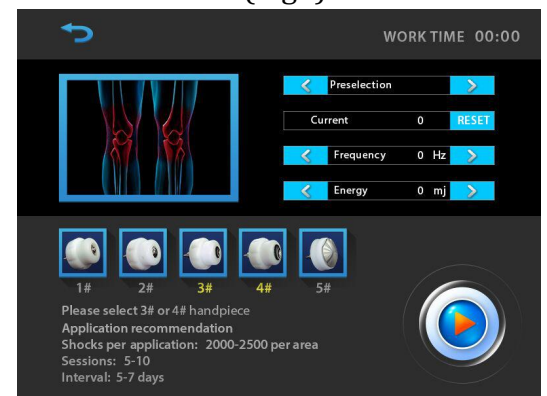 WORK TIME 00:00
Preselection
Current 0 RESET
Frequency 0 Hz
Energy 0 mj
1# 2# 3# 4# 5#
Please select 3# or 4# handpiece
Application recommendation
Shocks per application: 2000-2500 per area
Sessions: 5-10
Interval: 5-7 days